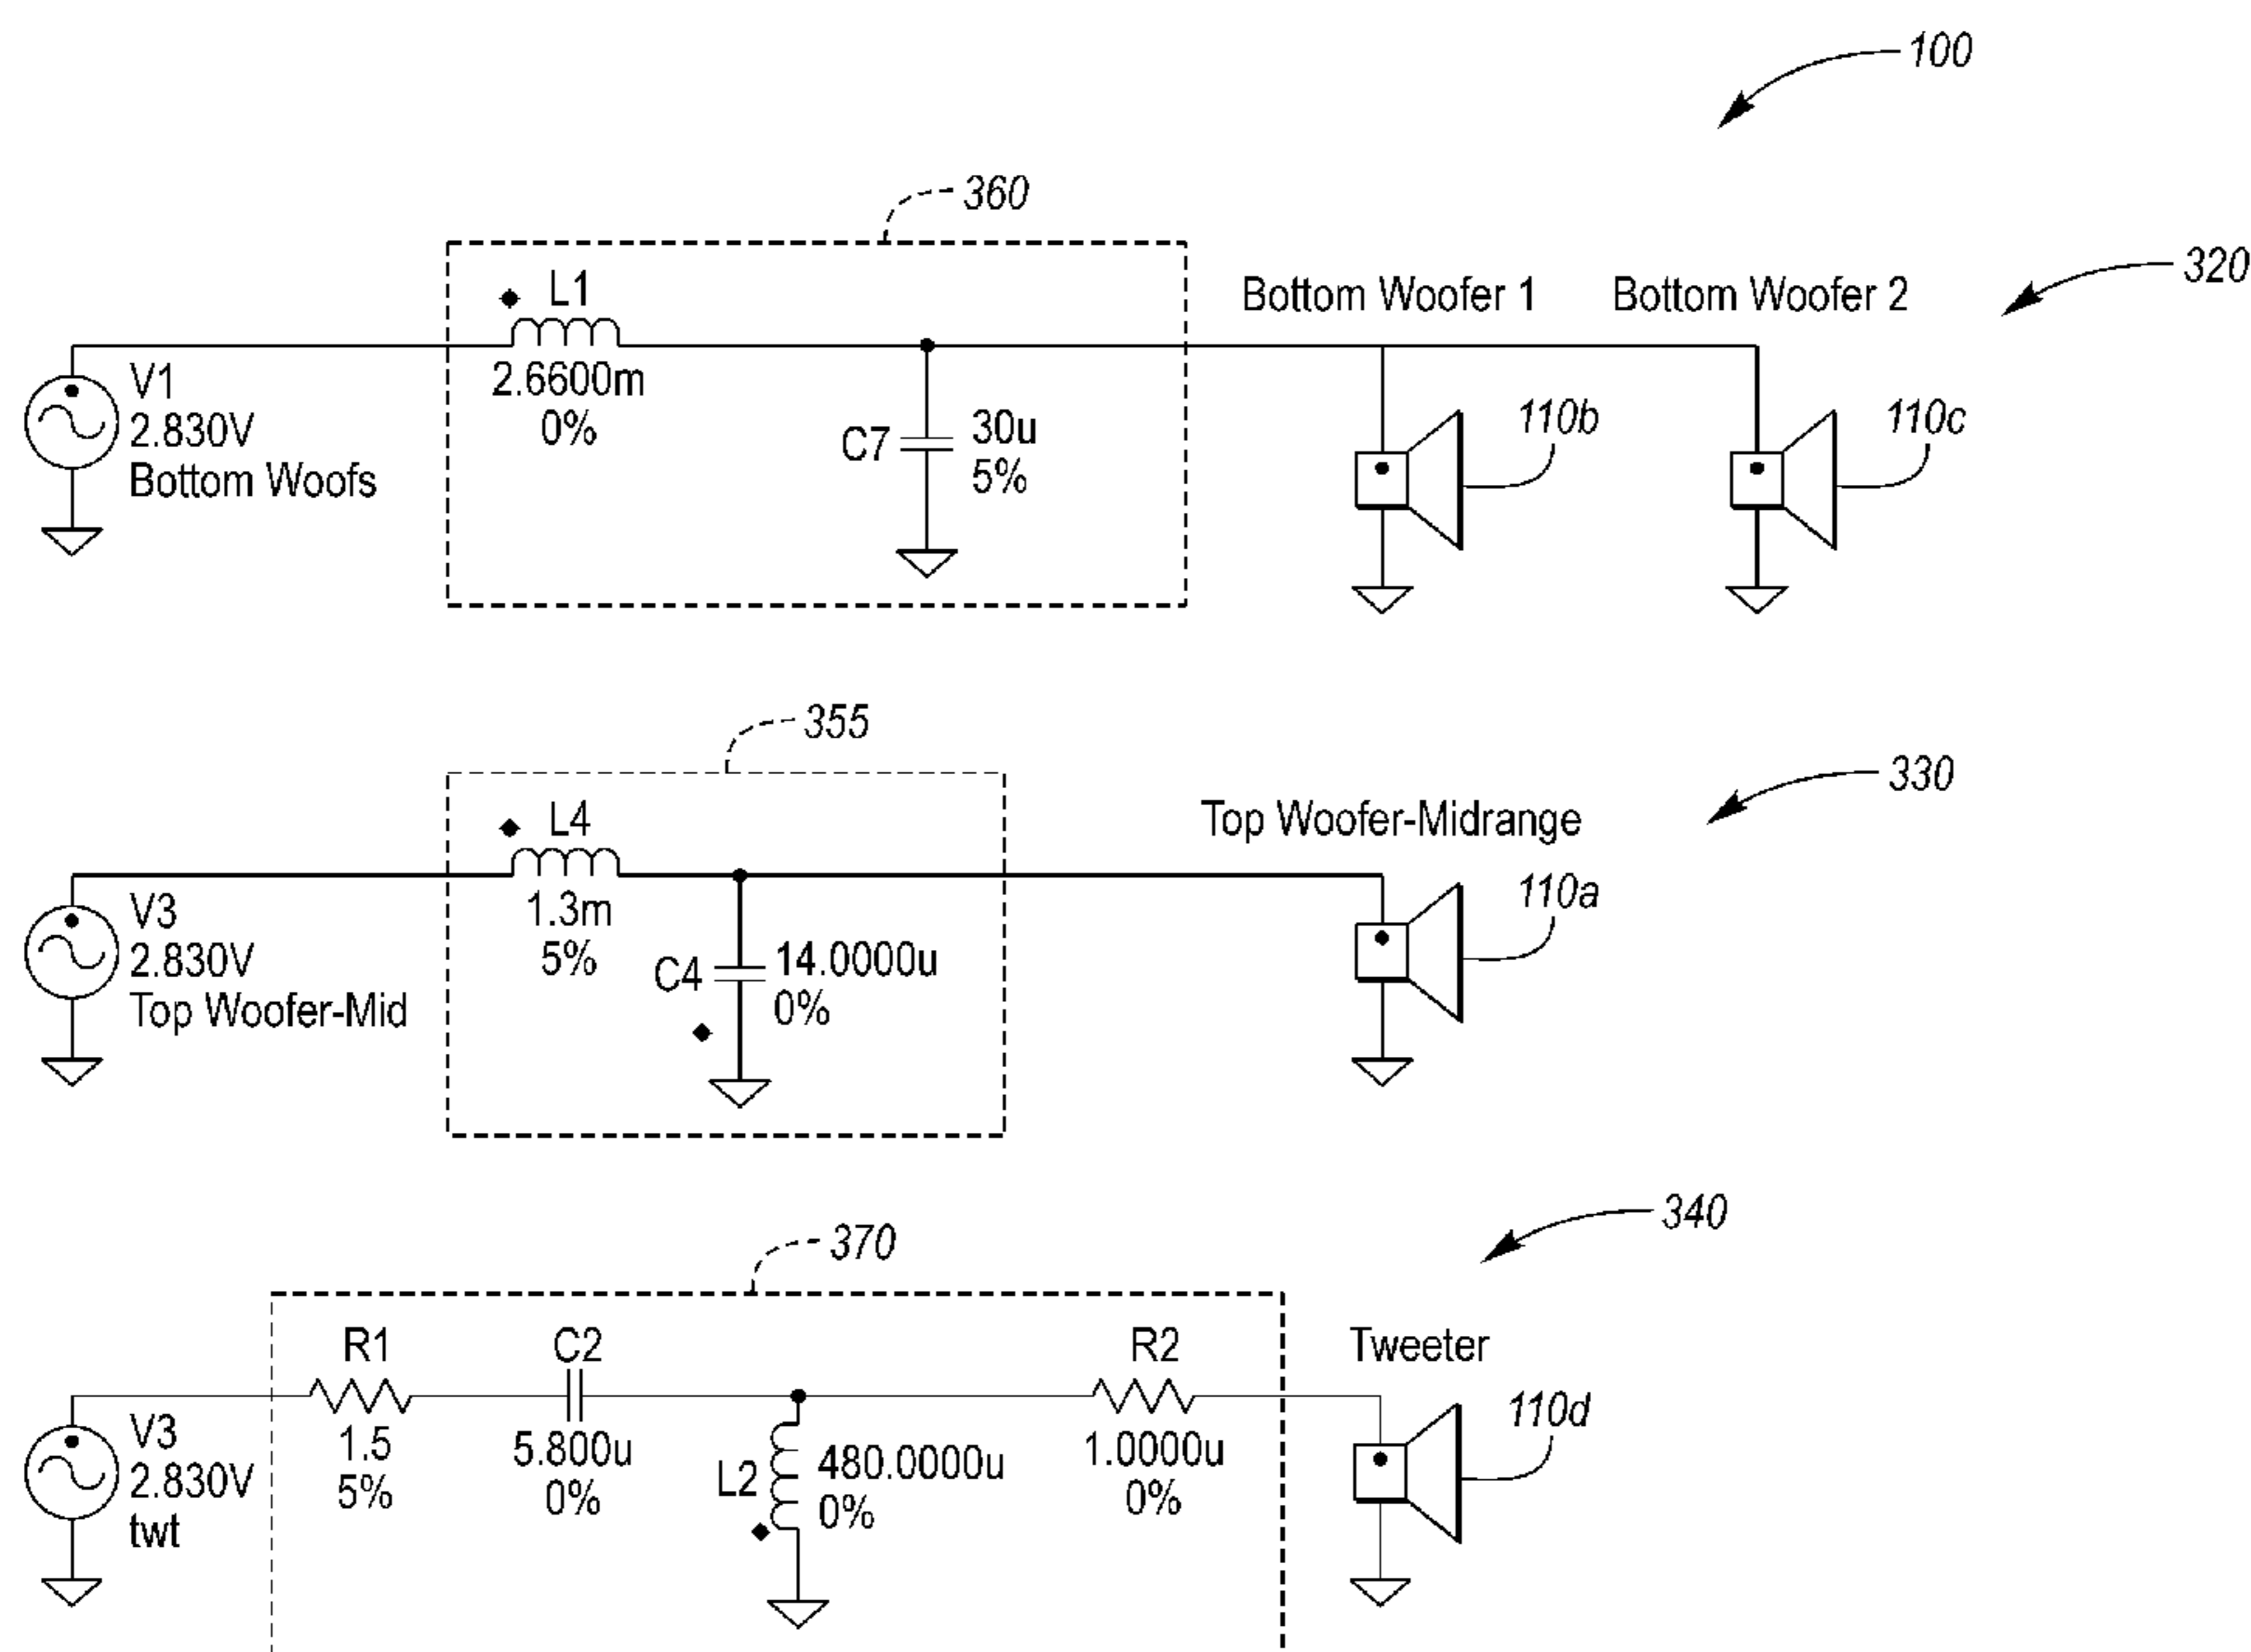 100
360
320
L1
Bottom Woofer 1
Bottom Woofer 2
V1
2.830V
Bottom Woofs
2.6600m
0%
C7
30u
5%
110b
110c
355
330
L4
Top Woofer-Midrange
V3
2.830V
Top Woofer-Mid
1.3m
5%
C4
14.0000u
0%
110a
340
370
R1
C2
R2
Tweeter
V3
2.830V
twt
1.5
5%
5.800u
0%
L2
480.0000u
0%
1.0000u
0%
110d